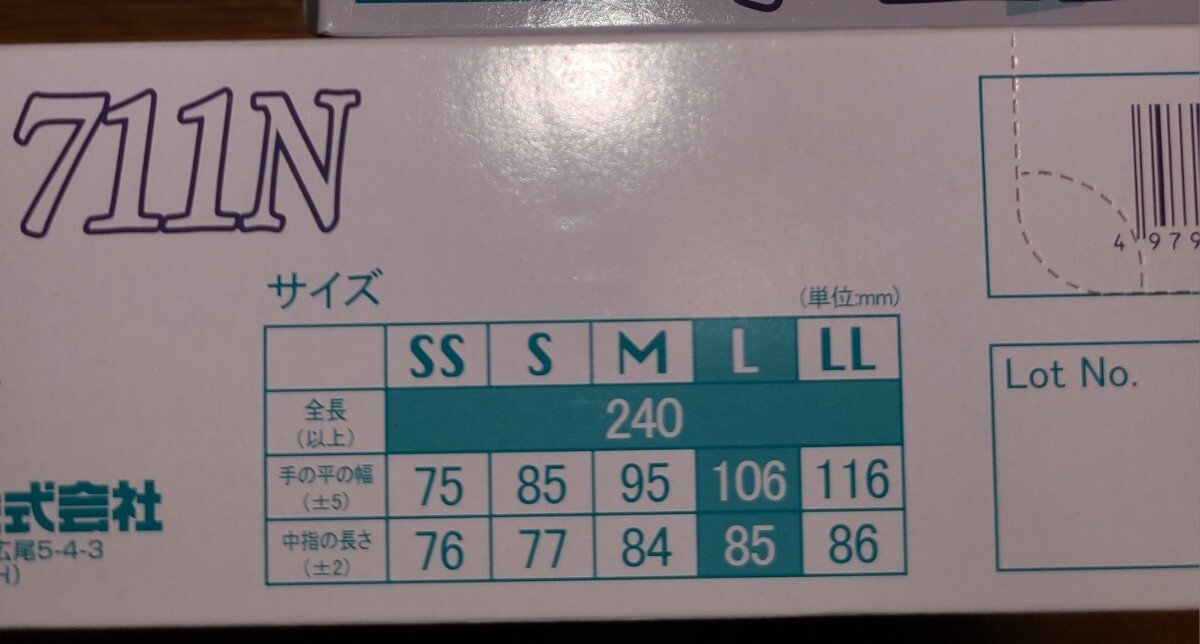 711N
サイズ
(単位:mm)
SS S M L LL
全長
(以上)
240
手の平の幅
(±5)
75 85 95 106 116
中指の長さ
(±2)
76 77 84 85 86
式会社
広尾5-4-3
H)
4 979
Lot No.